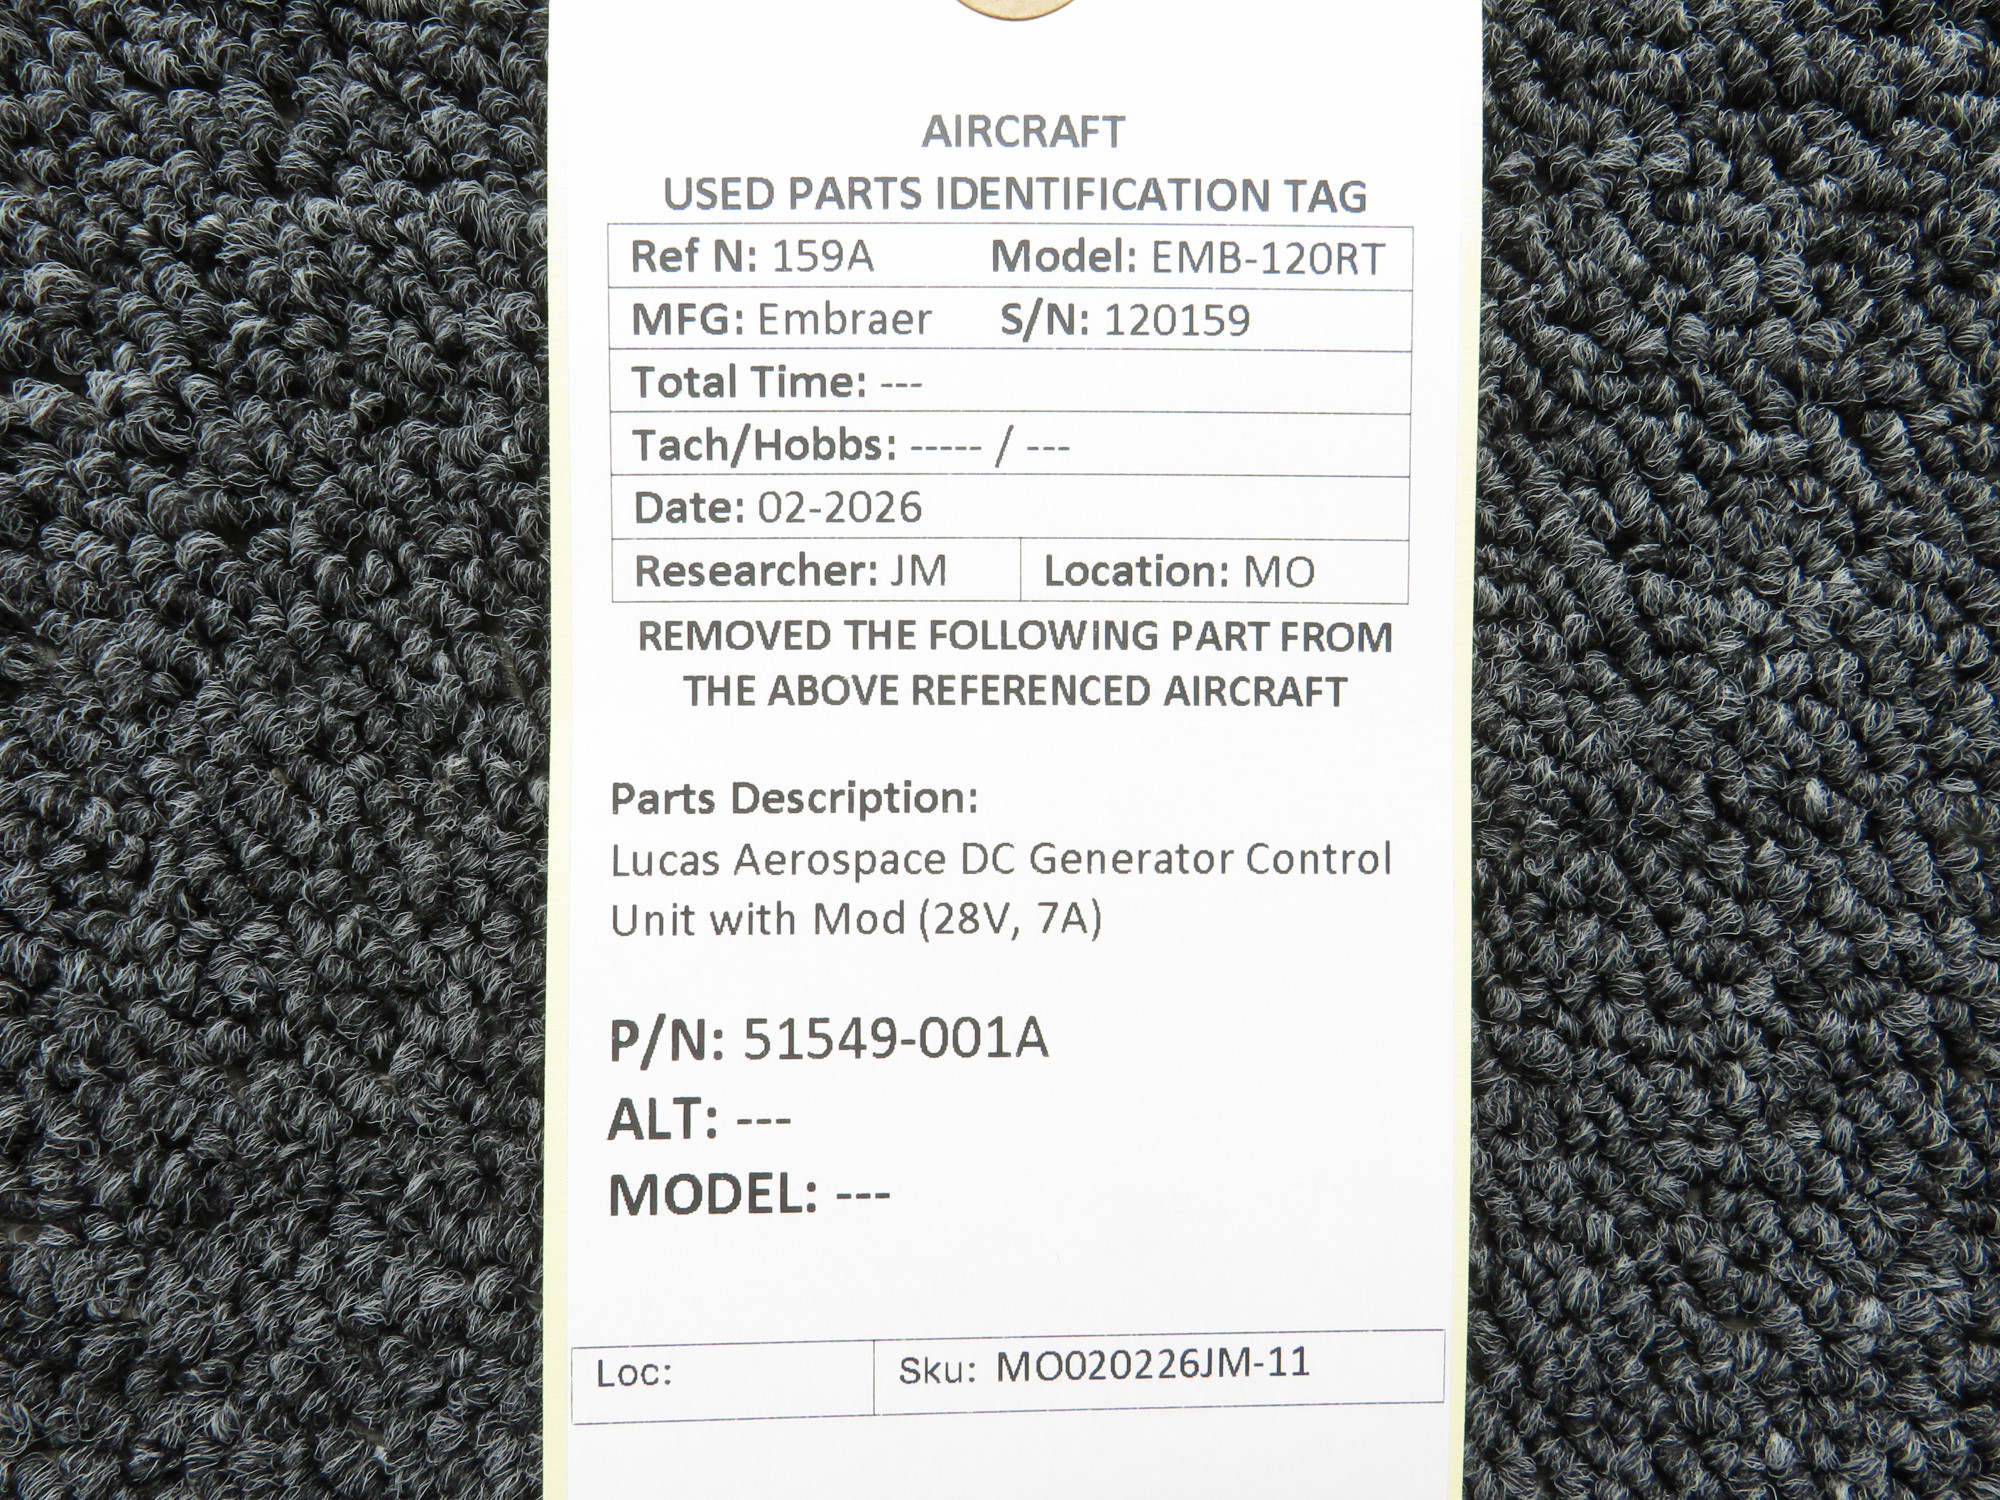 AIRCRAFT
USED PARTS IDENTIFICATION TAG
Ref N: 159A Model: EMB-120RT
MFG: Embraer S/N: 120159
Total Time: ---
Tach/Hobbs: ----- / ---
Date: 02-2026
Researcher: JM Location: MO
REMOVED THE FOLLOWING PART FROM
THE ABOVE REFERENCED AIRCRAFT
Parts Description:
Lucas Aerospace DC Generator Control
Unit with Mod (28V, 7A)
P/N: 51549-001A
ALT: ---
MODEL: ---
Loc: Sku: MO020226JM-11